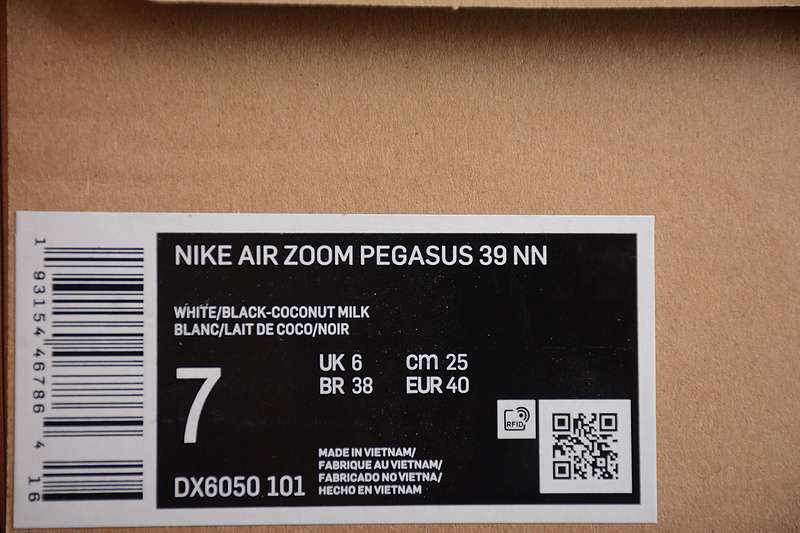 NIKE AIR ZOOM PEGASUS 39 NN
WHITE/BLACK-COCONUT MILK
BLANC/LAIT DE COCO/NOIR
7
UK 6 cm 25
BR 38 EUR 40
RFID
MADE IN VIETNAM/
FABRIQUE AU VIETNAM/
FABRICADO NO VIETNA/
HECHO EN VIETNAM
DX6050 101
1 93154 46786 4 16